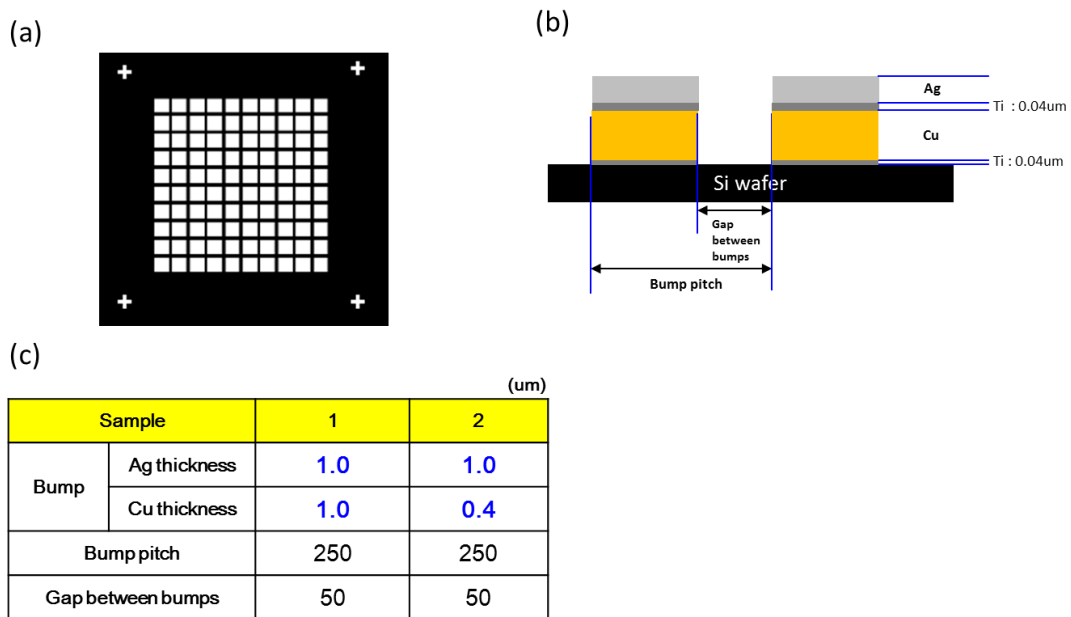 (a)
(b)
Ag
Ti : 0.04um
Cu
Ti : 0.04um
Si wafer
Gap
between
bumps
Bump pitch
(c)
(um)
Sample 1 2
Bump Ag thickness 1.0 1.0
Cu thickness 1.0 0.4
Bump pitch 250 250
Gap between bumps 50 50